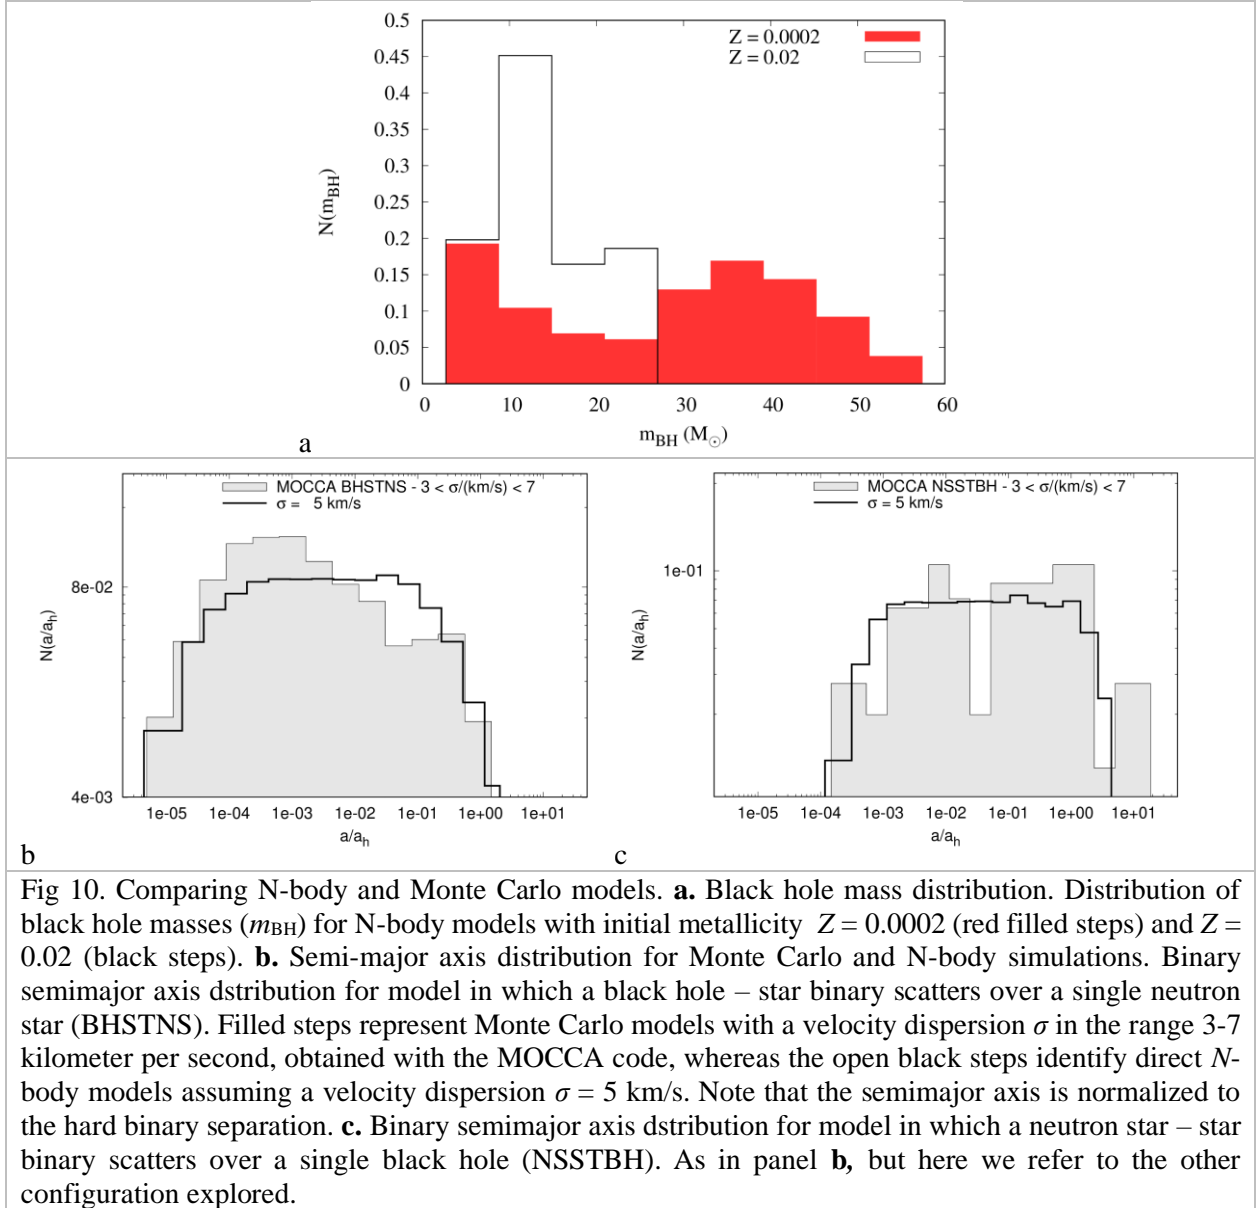 0.5
0.45
0.4
0.35
0.3
0.25
0.2
0.15
0.1
0.05
0
N(mBH)
Z = 0.0002
Z = 0.02
0 10 20 30 40 50 60
mBH (M⊙)
a
MOCCA BHSTNS - 3 < σ/(km/s) < 7
σ = 5 km/s
8e-02
4e-03
N(a/ah)
1e-05 1e-04 1e-03 1e-02 1e-01 1e+00 1e+01
a/ah
b
MOCCA NSSTBH - 3 < σ/(km/s) < 7
σ = 5 km/s
1e-01
N(a/ah)
1e-05 1e-04 1e-03 1e-02 1e-01 1e+00 1e+01
a/ah
c
Fig 10. Comparing N-body and Monte Carlo models. a. Black hole mass distribution. Distribution of
black hole masses (mBH) for N-body models with initial metallicity Z = 0.0002 (red filled steps) and Z =
0.02 (black steps). b. Semi-major axis distribution for Monte Carlo and N-body simulations. Binary
semimajor axis dstribution for model in which a black hole – star binary scatters over a single neutron
star (BHSTNS). Filled steps represent Monte Carlo models with a velocity dispersion σ in the range 3-7
kilometer per second, obtained with the MOCCA code, whereas the open black steps identify direct N-
body models assuming a velocity dispersion σ = 5 km/s. Note that the semimajor axis is normalized to
the hard binary separation. c. Binary semimajor axis dstribution for model in which a neutron star – star
binary scatters over a single black hole (NSSTBH). As in panel b, but here we refer to the other
configuration explored.